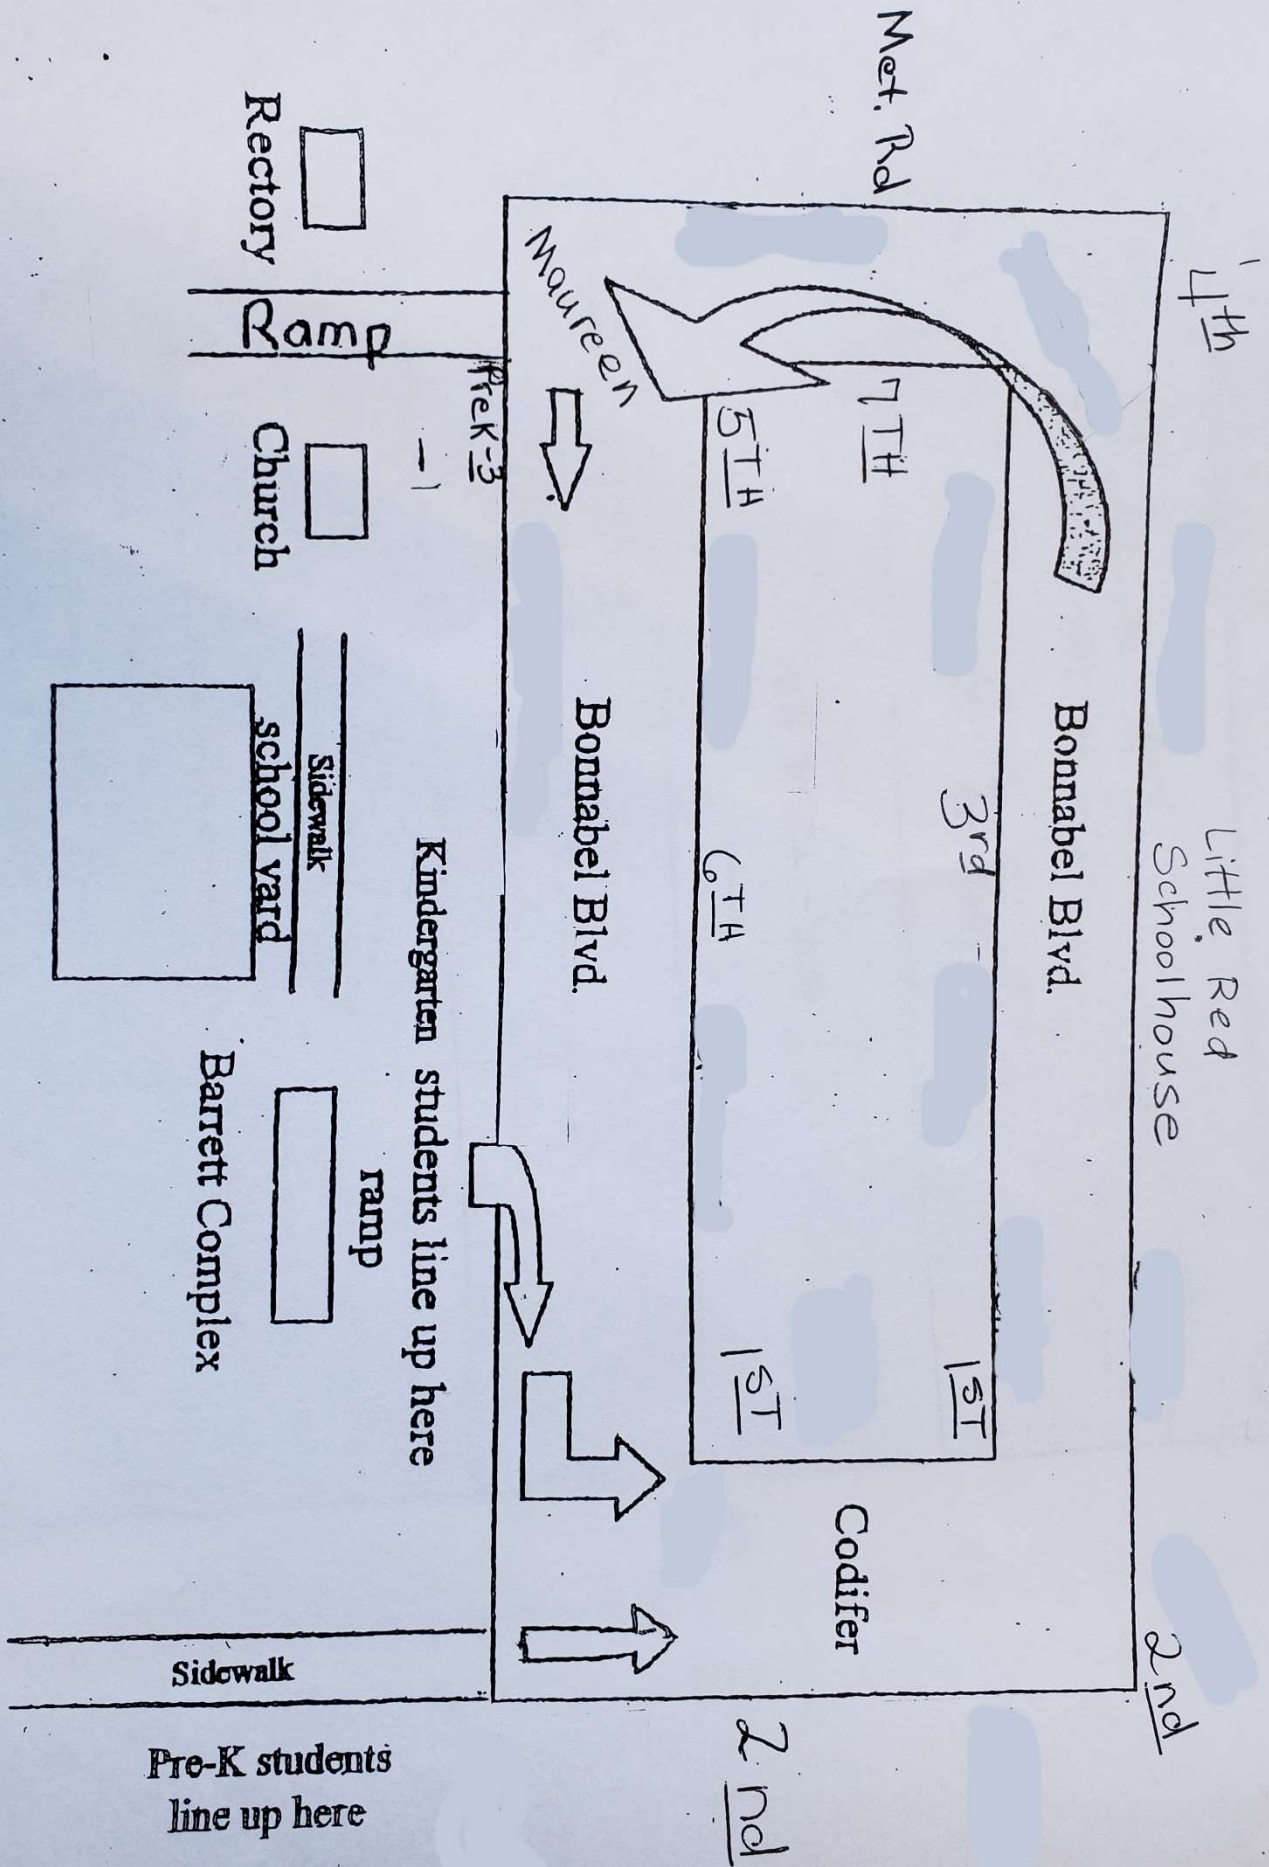 4th
Little Red
Schoolhouse
2nd
Met. Rd
Bonnabel Blvd.
7TH
3rd
1ST
Codifer
2nd
5TH
6TH
1ST
Maureen
Bonnabel Blvd.
PreK-3
Kindergarten students line up here
Ramp
ramp
Sidewalk
Rectory
Church
school yard
Barrett Complex
Sidewalk
Pre-K students
line up here